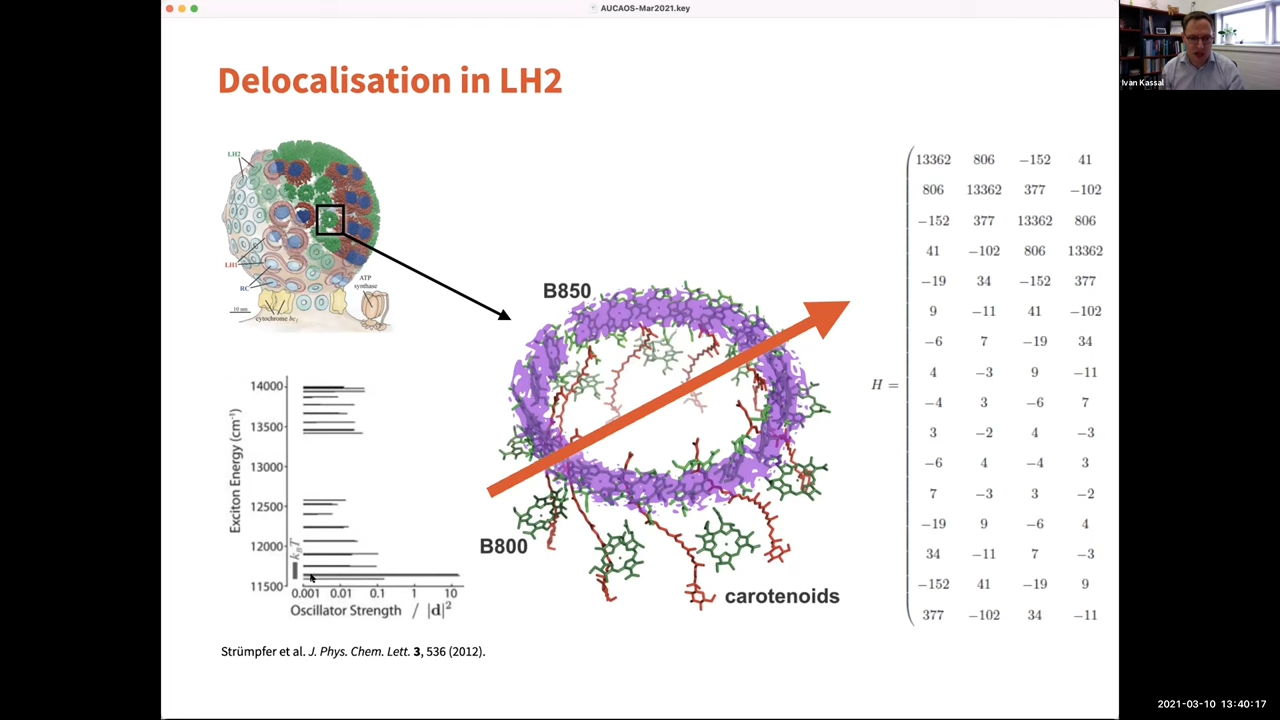 AUCAOS-Mar2021.key
Ivan Kassal
Delocalisation in LH2
LH2
LH1
RC
10 nm
cytochrome bc₁
ATP
synthase
B850
B800
carotenoids
14000
13500
13000
12500
12000
11500
Exciton Energy (cm⁻¹)
k_BT
0.001 0.01 0.1 1 10
Oscillator Strength / |d|²
H =
13362 806 −152 41
806 13362 377 −102
−152 377 13362 806
41 −102 806 13362
−19 34 −152 377
9 −11 41 −102
−6 7 −19 34
4 −3 9 −11
−4 3 −6 7
3 −2 4 −3
−6 4 −4 3
7 −3 3 −2
−19 9 −6 4
34 −11 7 −3
−152 41 −19 9
377 −102 34 −11
Strümpfer et al. J. Phys. Chem. Lett. 3, 536 (2012).
2021-03-10 13:40:17